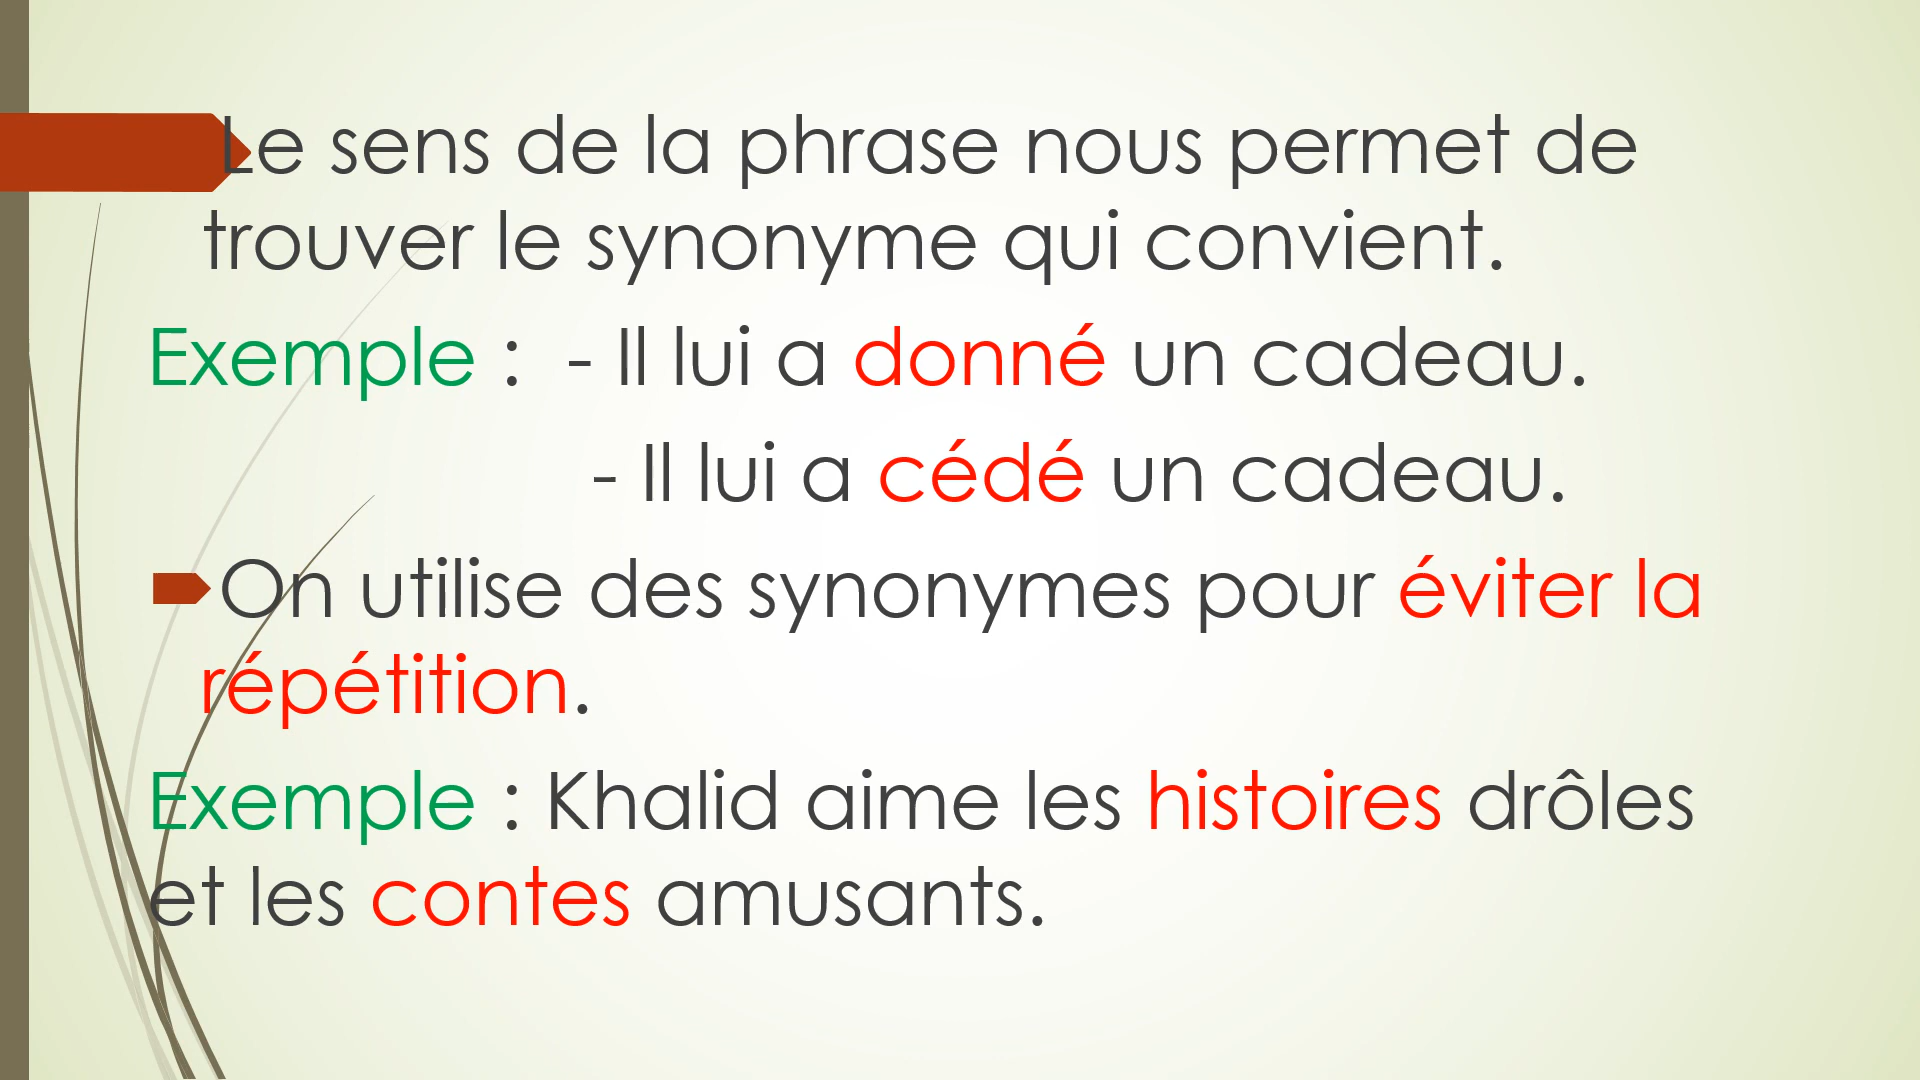 Le sens de la phrase nous permet de
trouver le synonyme qui convient.
Exemple : - Il lui a donné un cadeau.
- Il lui a cédé un cadeau.
On utilise des synonymes pour éviter la
répétition.
Exemple : Khalid aime les histoires drôles
et les contes amusants.